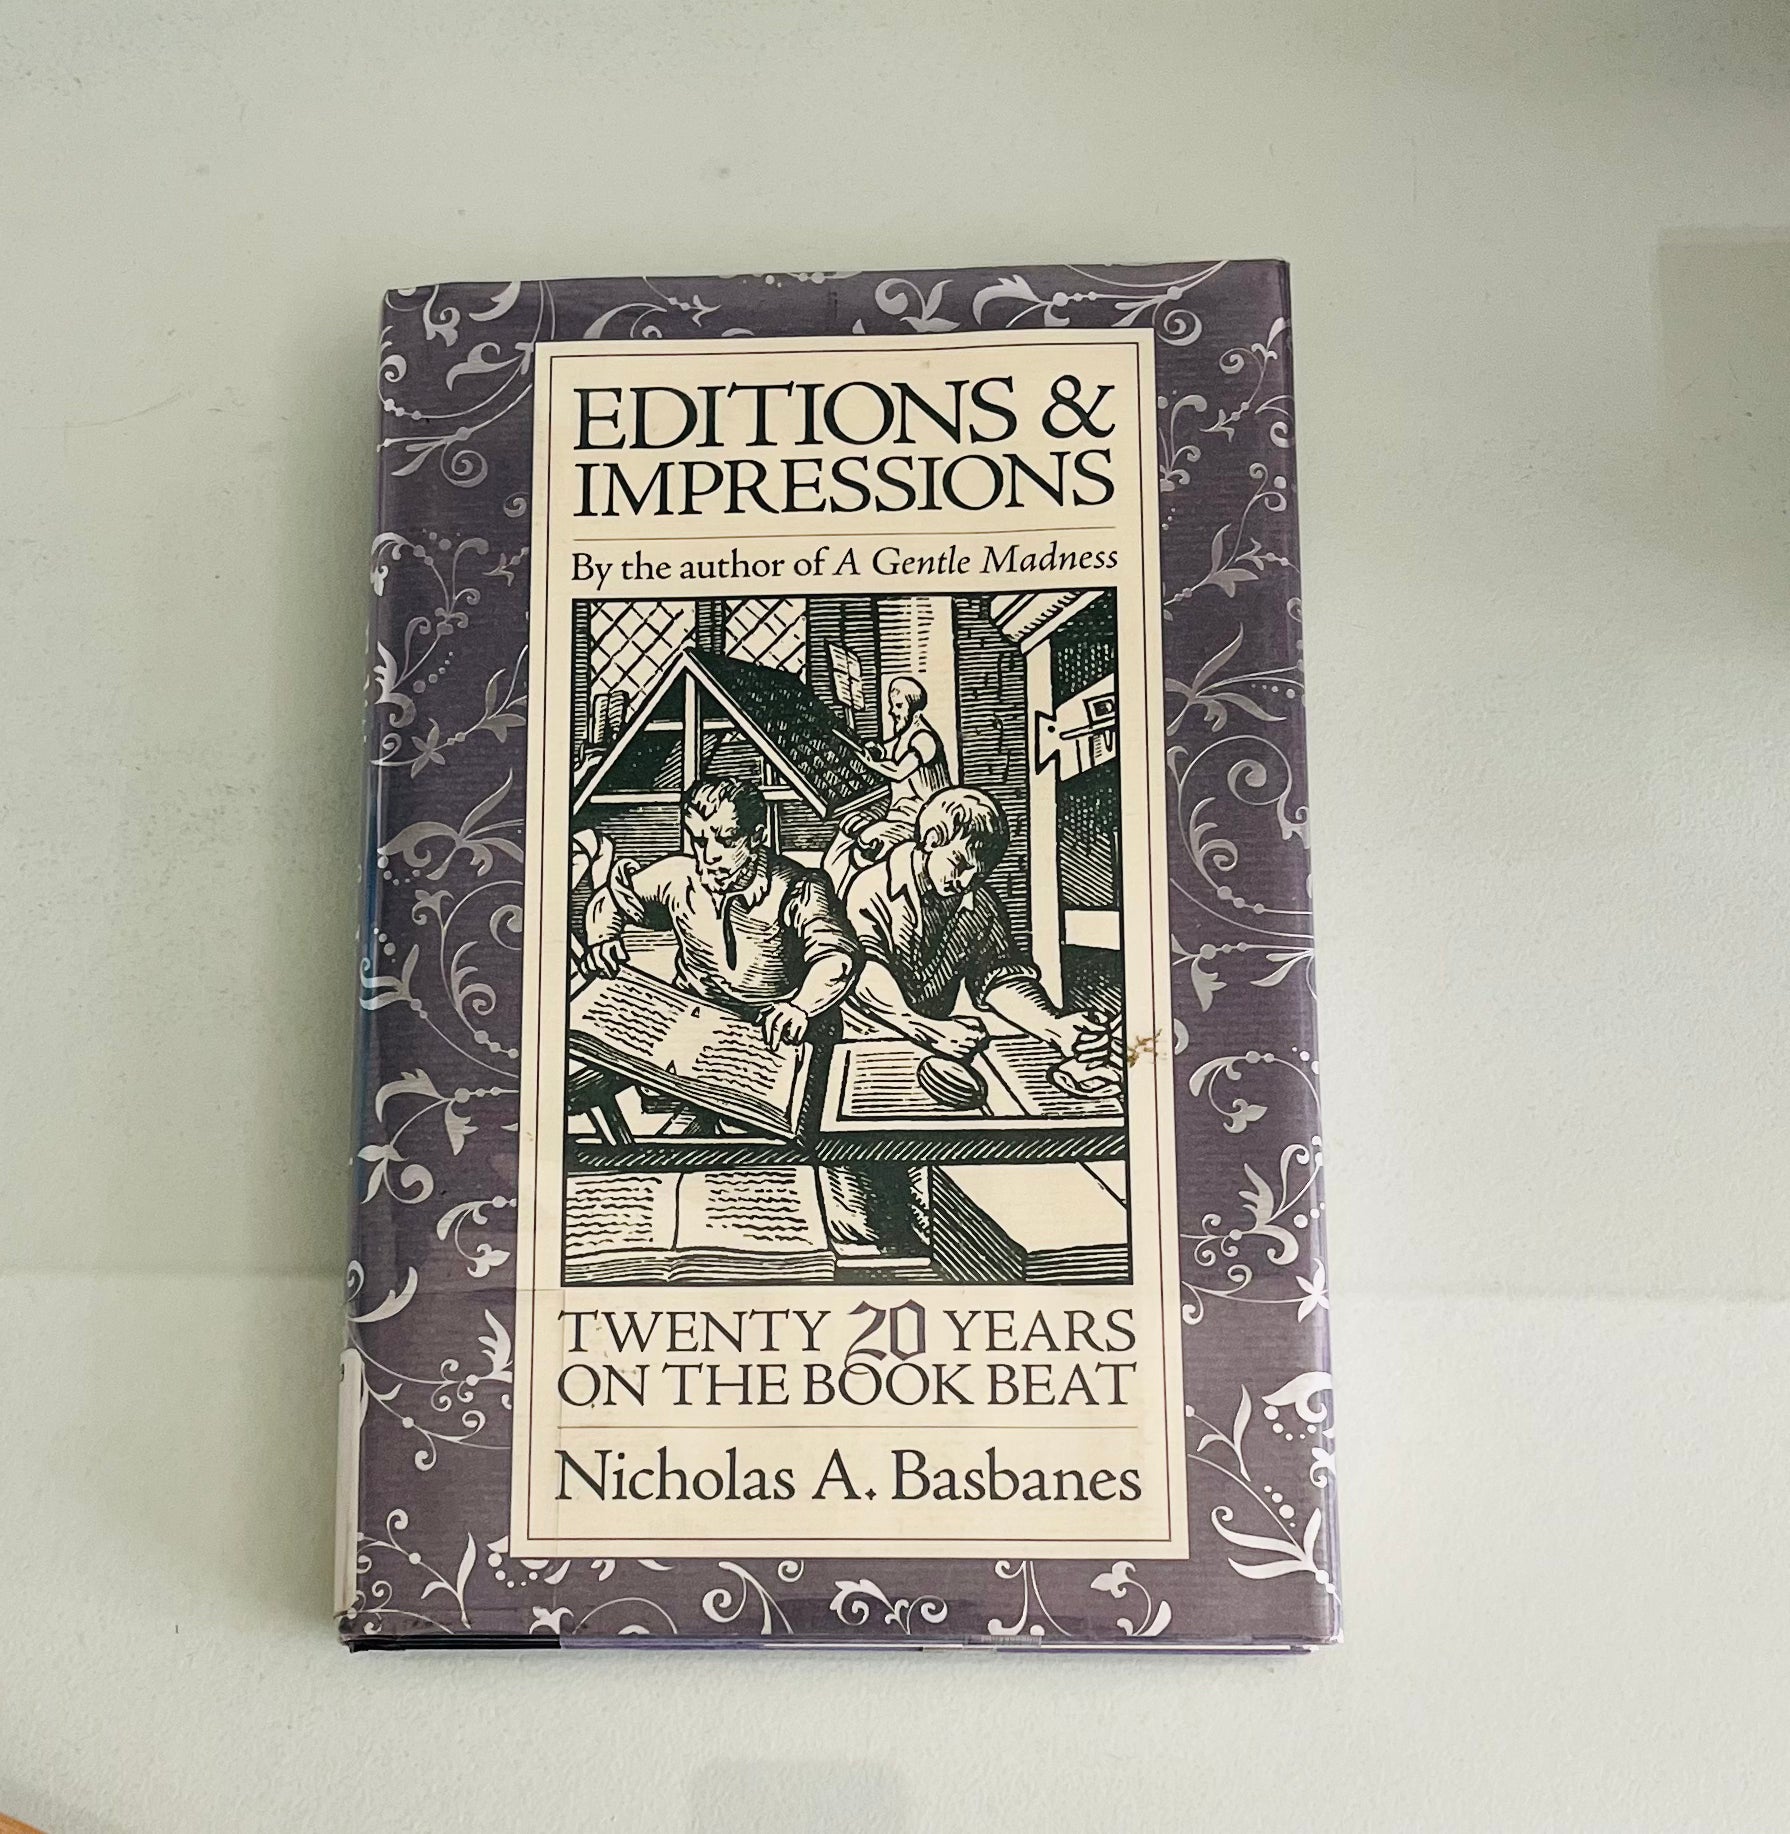 EDITIONS &
IMPRESSIONS
By the author of A Gentle Madness
TWENTY 20 YEARS
ON THE BOOK BEAT
Nicholas A. Basbanes